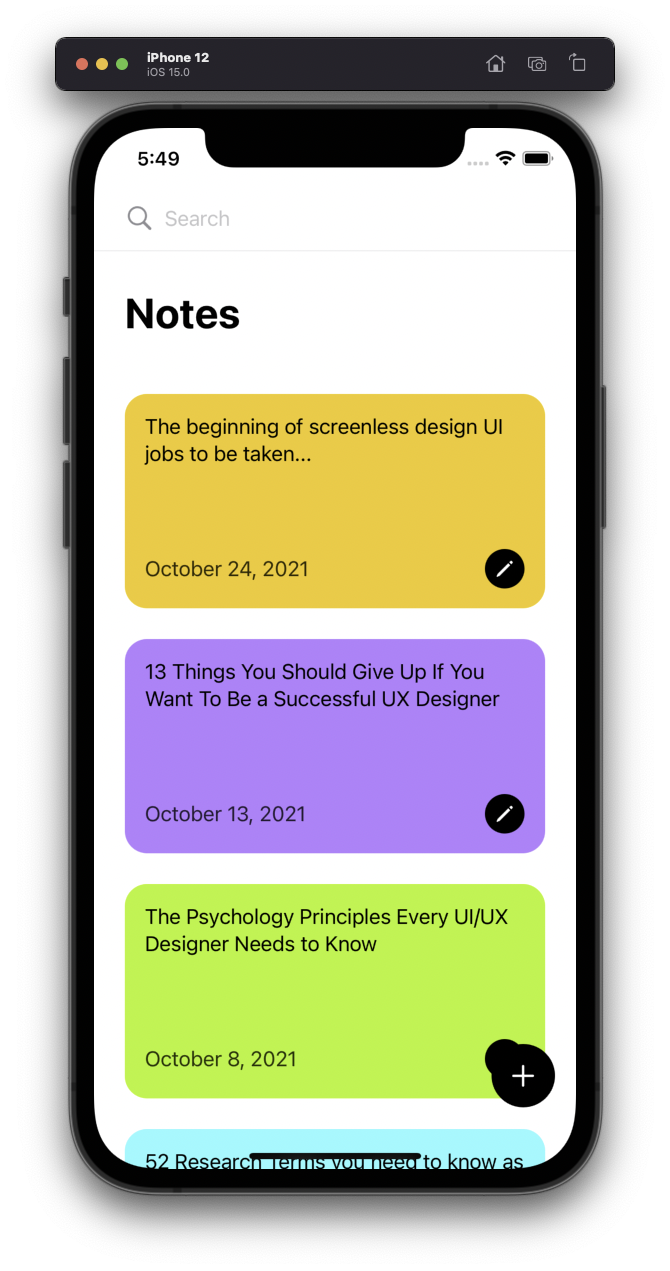 iPhone 12
iOS 15.0
5:49
Search
Notes
The beginning of screenless design UI
jobs to be taken...
October 24, 2021
13 Things You Should Give Up If You
Want To Be a Successful UX Designer
October 13, 2021
The Psychology Principles Every UI/UX
Designer Needs to Know
October 8, 2021
52 Research Terms you need to know as